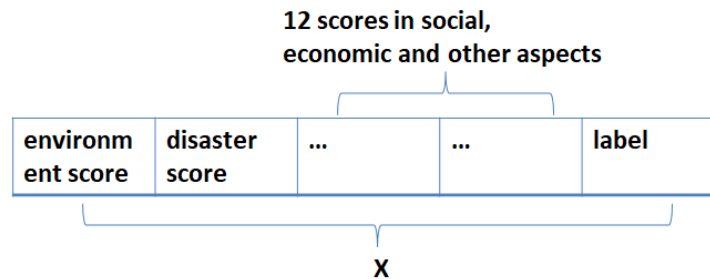 12 scores in social,
economic and other aspects
environm
ent score
disaster
score
...
...
label
X